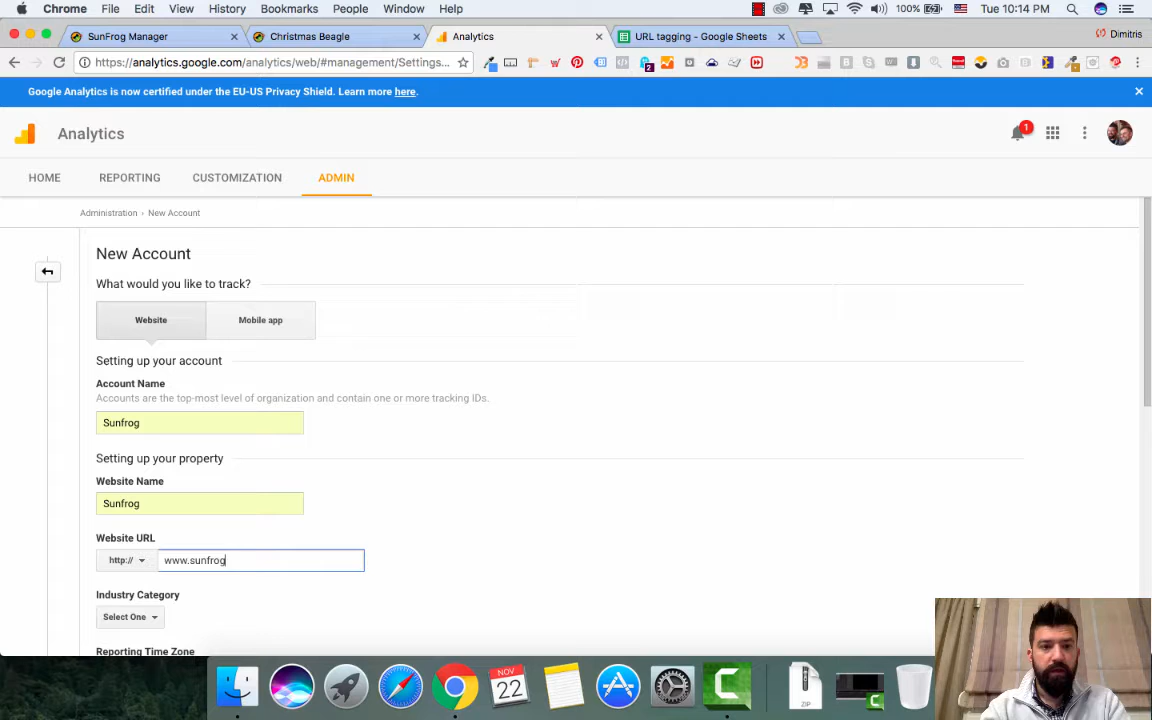 Chrome File Edit View History Bookmarks People Window Help 100% Tue 10:14 PM
SunFrog Manager Christmas Beagle Analytics URL tagging - Google Sheets Dimitris
https://analytics.google.com/analytics/web/#management/Settings...
Google Analytics is now certified under the EU-US Privacy Shield. Learn more here.
Analytics 1
HOME REPORTING CUSTOMIZATION ADMIN
Administration › New Account
New Account
What would you like to track?
Website Mobile app
Setting up your account
Account Name
Accounts are the top-most level of organization and contain one or more tracking IDs.
Sunfrog
Setting up your property
Website Name
Sunfrog
Website URL
http:// www.sunfrog
Industry Category
Select One
Reporting Time Zone
NOV
22
ZIP